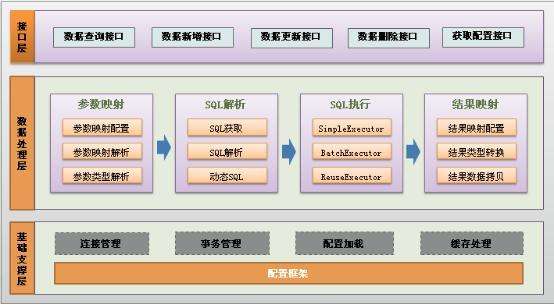 接口层
数据查询接口
数据新增接口
数据更新接口
数据删除接口
获取配置接口
数据处理层
参数映射
参数映射配置
参数映射解析
参数类型解析
SQL解析
SQL获取
SQL解析
动态SQL
SQL执行
SimpleExecutor
BatchExecutor
ReuseExecutor
结果映射
结果映射配置
结果类型转换
结果数据拷贝
基础支撑层
连接管理
事务管理
配置加载
缓存处理
配置框架